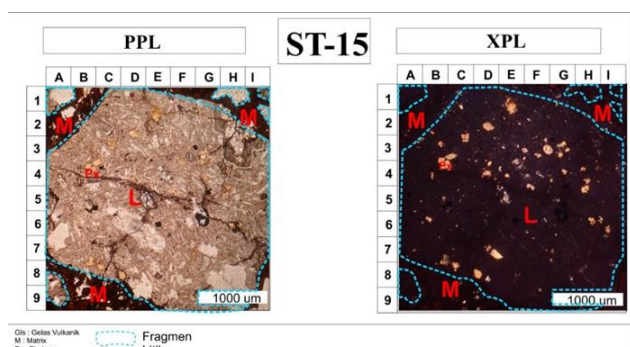 PPL
ST-15
XPL
A B C D E F G H I
A B C D E F G H I
1
2
3
4
5
6
7
8
9
1
2
3
4
5
6
7
8
9
M
M
Px
L
M
1000 um
M
M
L
M
1000 um
Gls : Gelas Vulkanik
M : Matrix
Fragmen